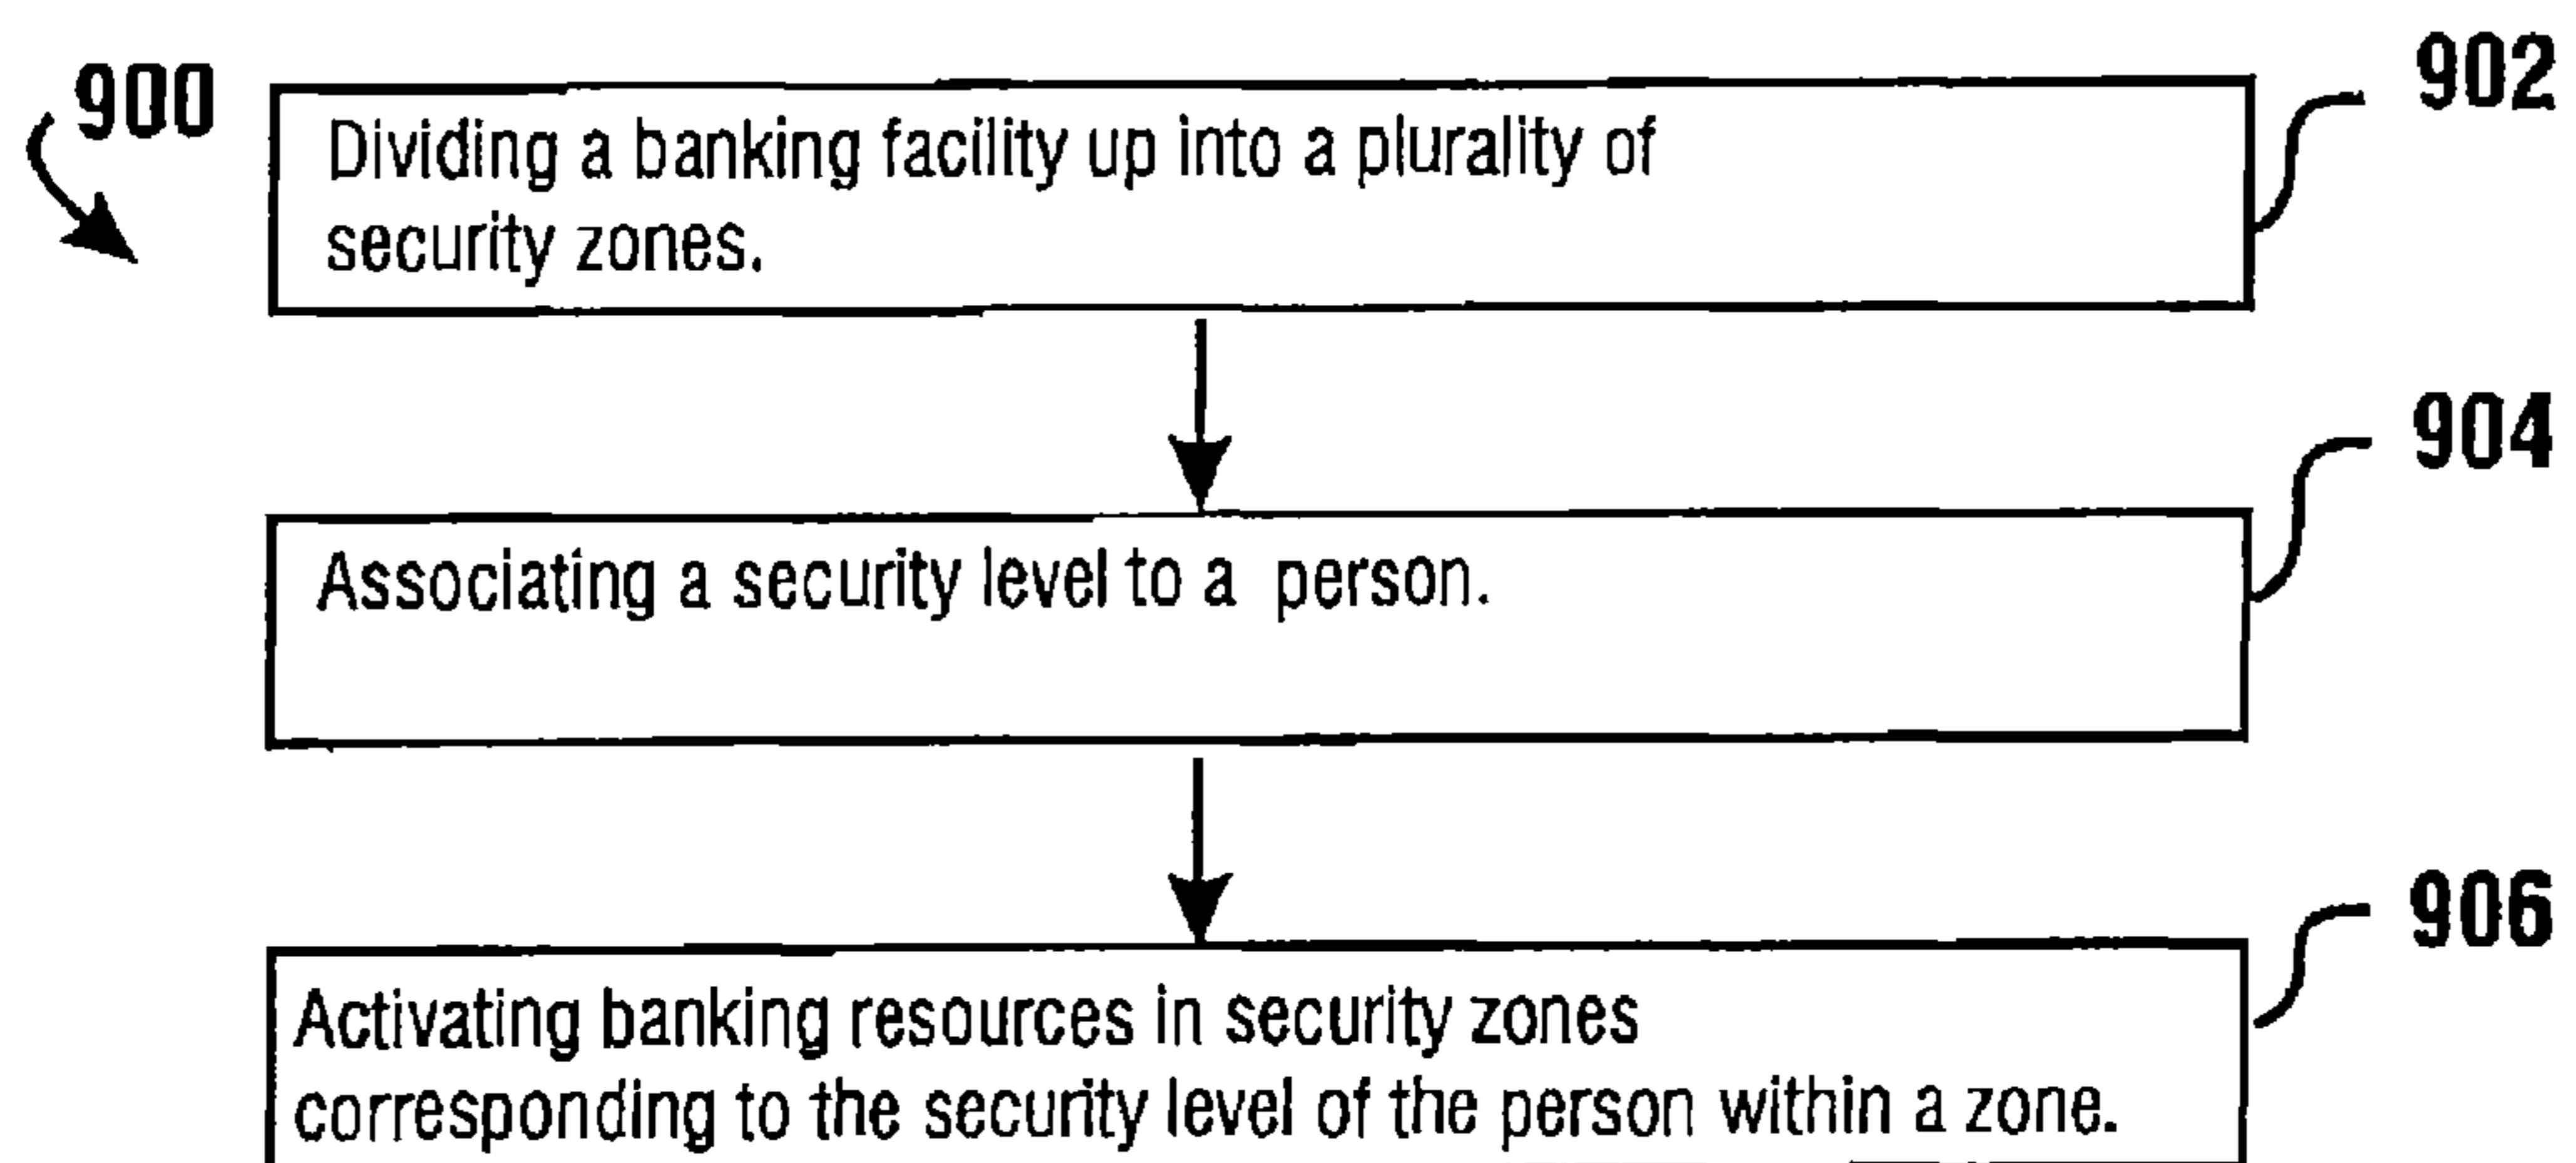 900
902
Dividing a banking facility up into a plurality of
security zones.
904
Associating a security level to a person.
906
Activating banking resources in security zones
corresponding to the security level of the person within a zone.